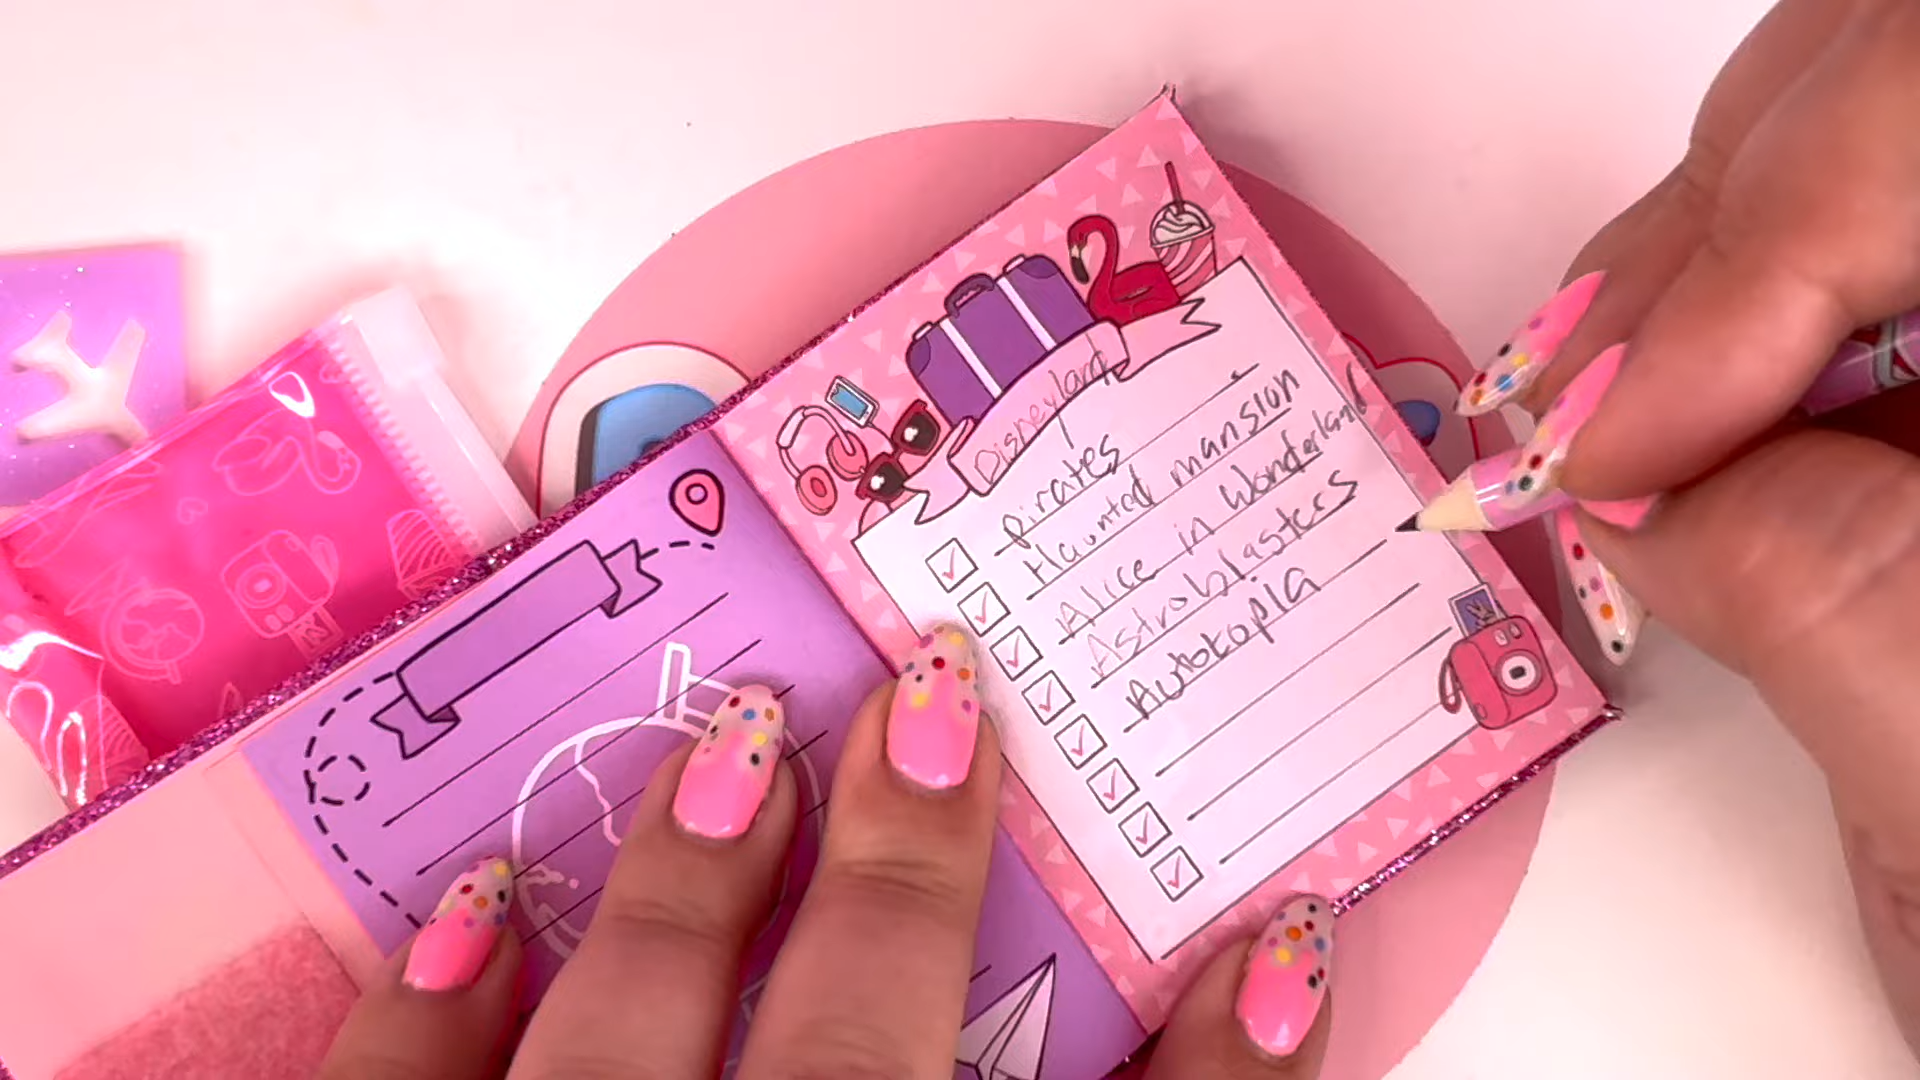 Disneyland
Pirates
Haunted mansion
Alice in Wonderland
Astroblasters
Autotopia